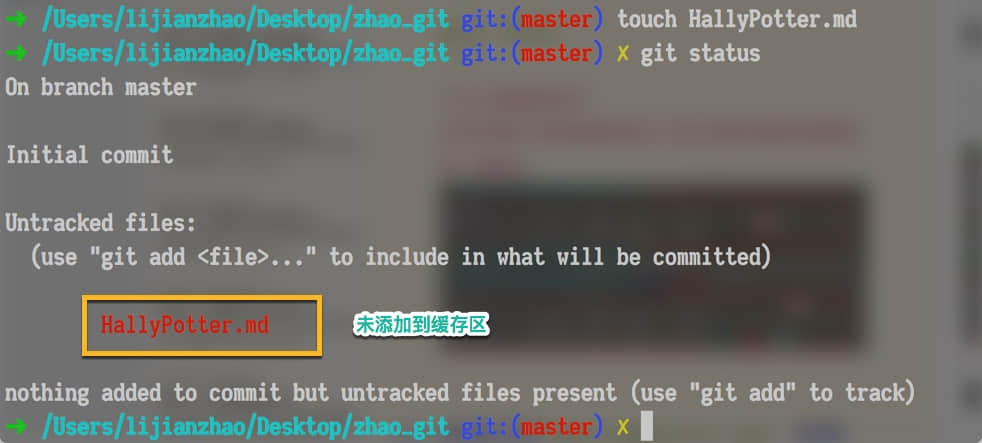 ➜ /Users/lijianzhao/Desktop/zhao_git git:(master) touch HallyPotter.md
➜ /Users/lijianzhao/Desktop/zhao_git git:(master) ✗ git status
On branch master
Initial commit
Untracked files:
(use "git add <file>..." to include in what will be committed)
HallyPotter.md 未添加到缓存区
nothing added to commit but untracked files present (use "git add" to track)
➜ /Users/lijianzhao/Desktop/zhao_git git:(master) ✗